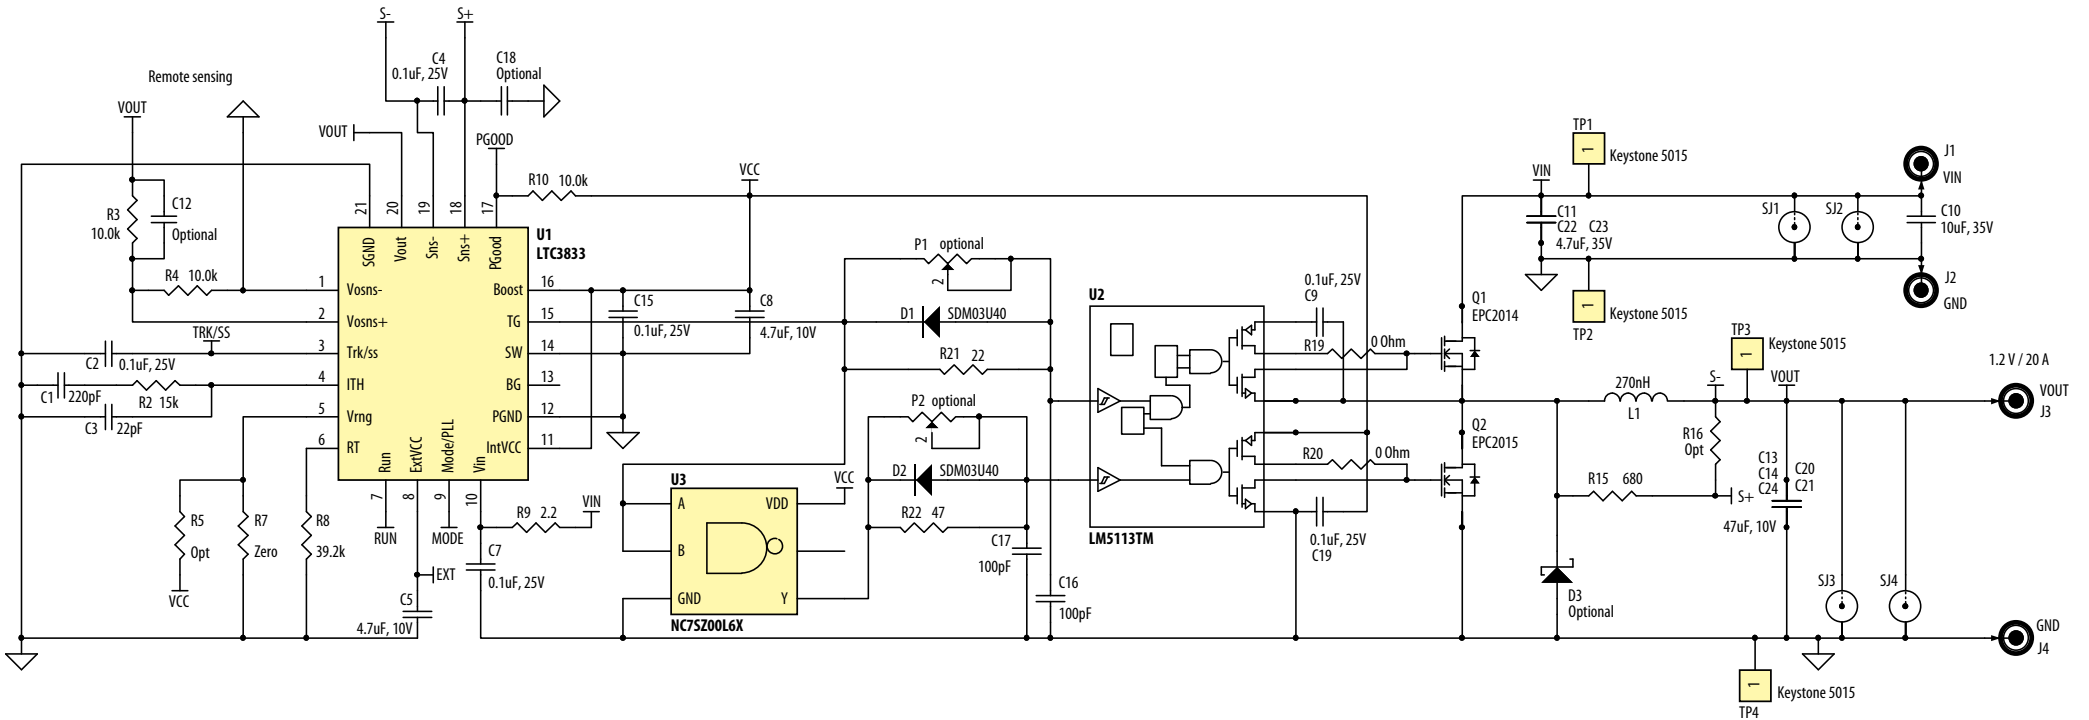 S-
S+
C4
0.1uF, 25V
C18
Optional
Remote sensing
VOUT
VOUT
PGOOD
R10 10.0k
VCC
R3
10.0k
C12
Optional
R4 10.0k
21
20
19
18
17
SGND
Vout
Sns-
Sns+
PGood
U1
LTC3833
1
Vosns-
2
Vosns+
TRK/SS
3
Trk/ss
4
ITH
5
Vrng
6
RT
Boost
16
TG
15
SW
14
BG
13
PGND
12
IntVCC
11
Run
ExtVCC
Mode/PLL
Vin
7
8
9
10
C2
0.1uF, 25V
C1
220pF
R2 15k
C3
22pF
R5
Opt
VCC
R7
Zero
R8
39.2k
RUN
MODE
EXT
C5
4.7uF, 10V
R9 2.2
VIN
C7
0.1uF, 25V
C15
0.1uF, 25V
C8
4.7uF, 10V
P1 optional
2
D1
SDM03U40
R21 22
P2 optional
2
D2
SDM03U40
R22 47
VCC
U3
A
B
GND
VDD
Y
NC7SZ00L6X
C17
100pF
C16
100pF
U2
LM5113TM
0.1uF, 25V
C9
R19
0 Ohm
R20
0 Ohm
0.1uF, 25V
C19
Q1
EPC2014
Q2
EPC2015
VIN
C11
C22 C23
4.7uF, 35V
TP1
1
Keystone 5015
TP2
1
Keystone 5015
SJ1
SJ2
J1
VIN
C10
10uF, 35V
J2
GND
270nH
L1
TP3
1
Keystone 5015
S-
VOUT
1.2 V / 20 A
VOUT
J3
R16
Opt
R15 680
S+
C13
C14
C24
C20
C21
47uF, 10V
D3
Optional
SJ3
SJ4
GND
J4
1
Keystone 5015
TP4